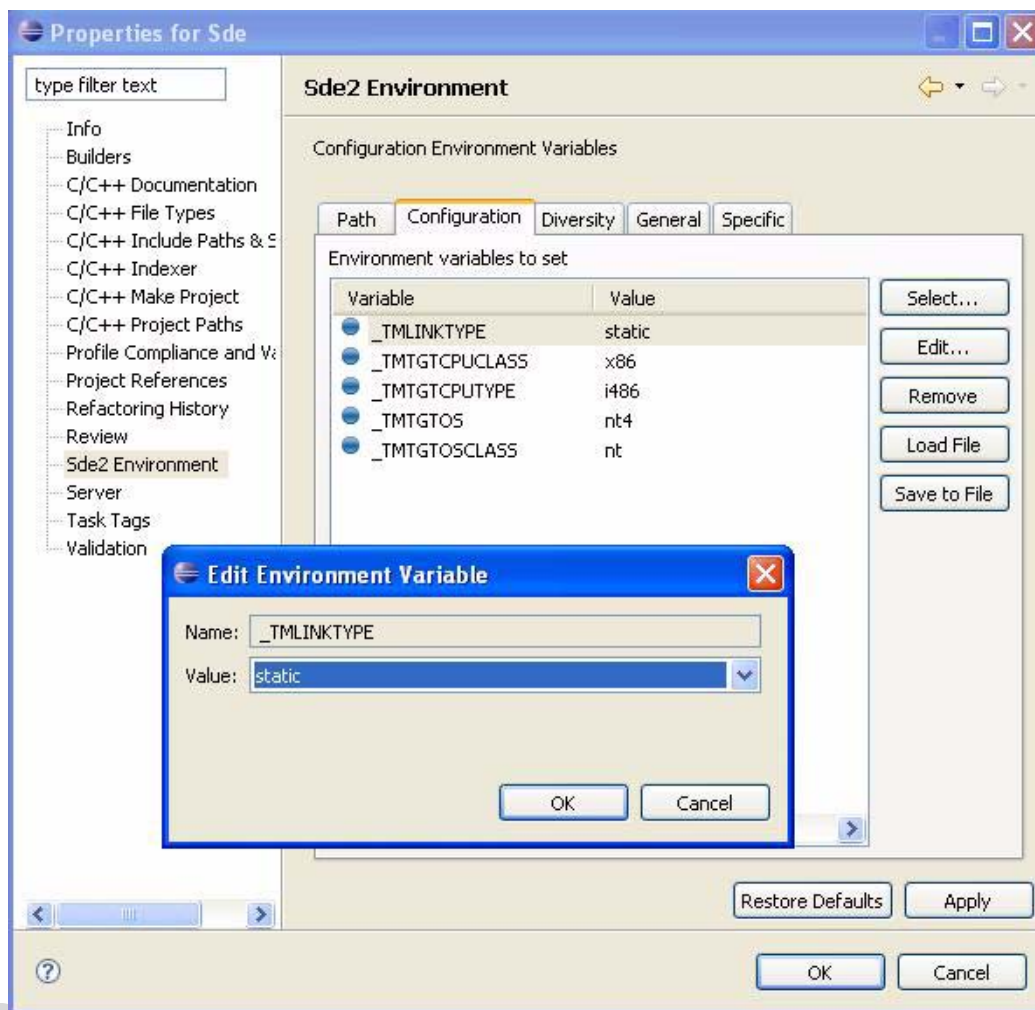 Properties for Sde
type filter text
Info
Builders
C/C++ Documentation
C/C++ File Types
C/C++ Include Paths & S
C/C++ Indexer
C/C++ Make Project
C/C++ Project Paths
Profile Compliance and Va
Project References
Refactoring History
Review
Sde2 Environment
Server
Task Tags
Validation
Sde2 Environment
Configuration Environment Variables
Path Configuration Diversity General Specific
Environment variables to set
Variable Value
_TMLINKTYPE static
_TMTGTCPUCLASS x86
_TMTGTCPUTYPE i486
_TMTGTOS nt4
_TMTGTOSCLASS nt
Select...
Edit...
Remove
Load File
Save to File
Edit Environment Variable
Name: _TMLINKTYPE
Value: static
OK Cancel
Restore Defaults Apply
OK Cancel